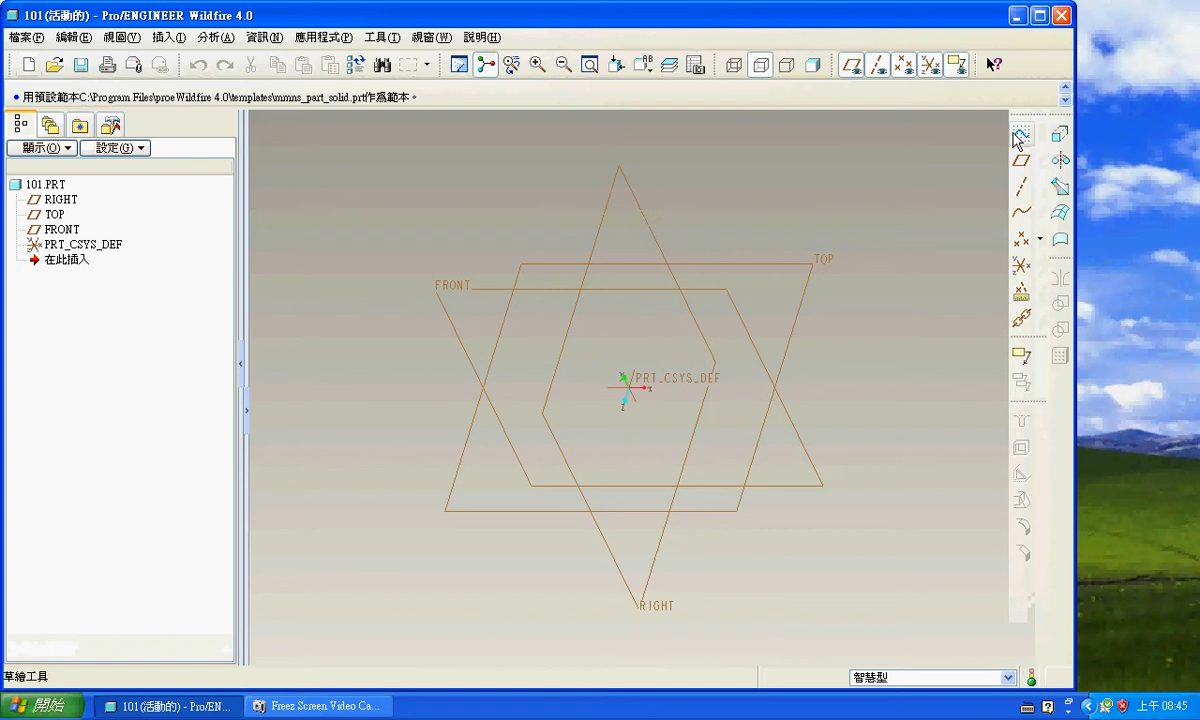 101(活動的) - Pro/ENGINEER Wildfire 4.0
檔案(F) 編輯(E) 視圖(V) 插入(I) 分析(A) 資訊(N) 應用程式(P) 工具(T) 視窗(W) 說明(H)
• 用預設範本C:\Program Files\proeWildfire 4.0\templates\mmns_part_solid.prt作爲範本。
顯示(O) 設定(G)
101.PRT
RIGHT
TOP
FRONT
PRT_CSYS_DEF
在此插入
TOP
FRONT
PRT_CSYS_DEF
X
Z
RIGHT
草繪工具
智慧型
開始
101(活動的) - Pro/EN...
Freez Screen Video Ca...
上午 08:45